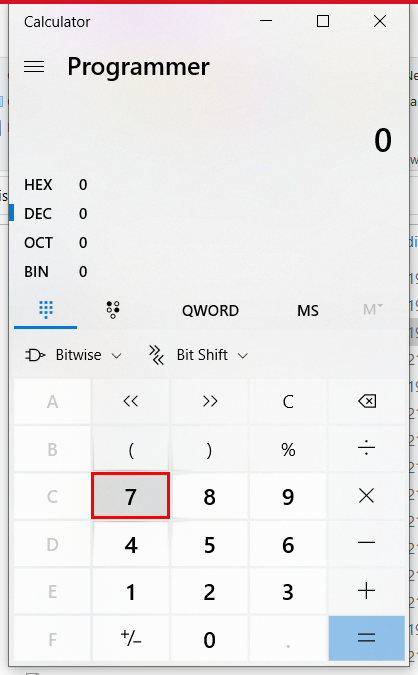 Calculator
Programmer
0
HEX 0
DEC 0
OCT 0
BIN 0
QWORD MS M
Bitwise Bit Shift
A << >> C
B ( ) % ÷
C 7 8 9 ×
D 4 5 6 −
E 1 2 3 +
F +/− 0 . =